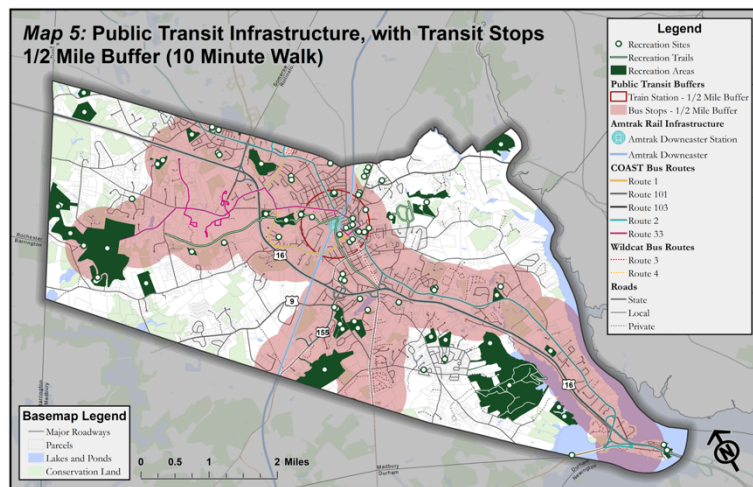 Map 5: Public Transit Infrastructure, with Transit Stops
1/2 Mile Buffer (10 Minute Walk)
Legend
Recreation Sites
Recreation Trails
Recreation Areas
Public Transit Buffers
Train Station - 1/2 Mile Buffer
Bus Stops - 1/2 Mile Buffer
Amtrak Rail Infrastructure
Amtrak Downeaster Station
Amtrak Downeaster
COAST Bus Routes
Route 1
Route 101
Route 103
Route 2
Route 33
Wildcat Bus Routes
Route 3
Route 4
Roads
State
Local
Private
Rochester
Barrington
16
9
155
16
Madbury
Durham
Basemap Legend
Major Roadways
Parcels
Lakes and Ponds
Conservation Land
0 0.5 1 2 Miles
N